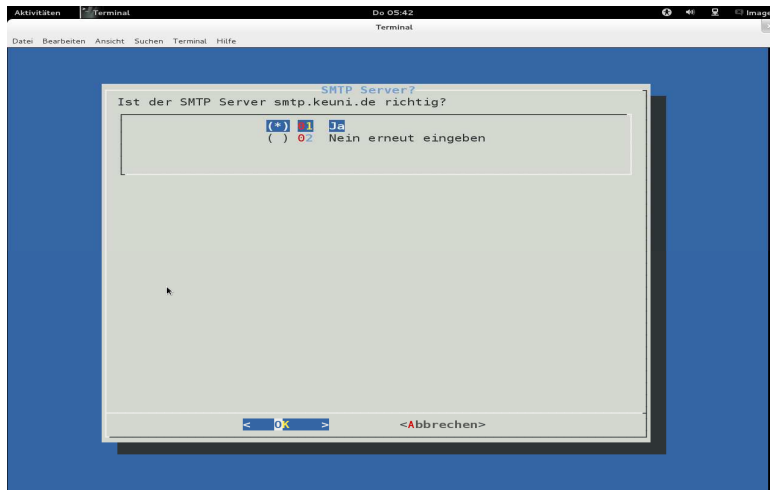 Aktivitäten Terminal Do 05:42 Image
Terminal
Datei Bearbeiten Ansicht Suchen Terminal Hilfe
SMTP Server?
Ist der SMTP Server smtp.keuni.de richtig?
(*) 01 Ja
( ) 02 Nein erneut eingeben
< OK > <Abbrechen>